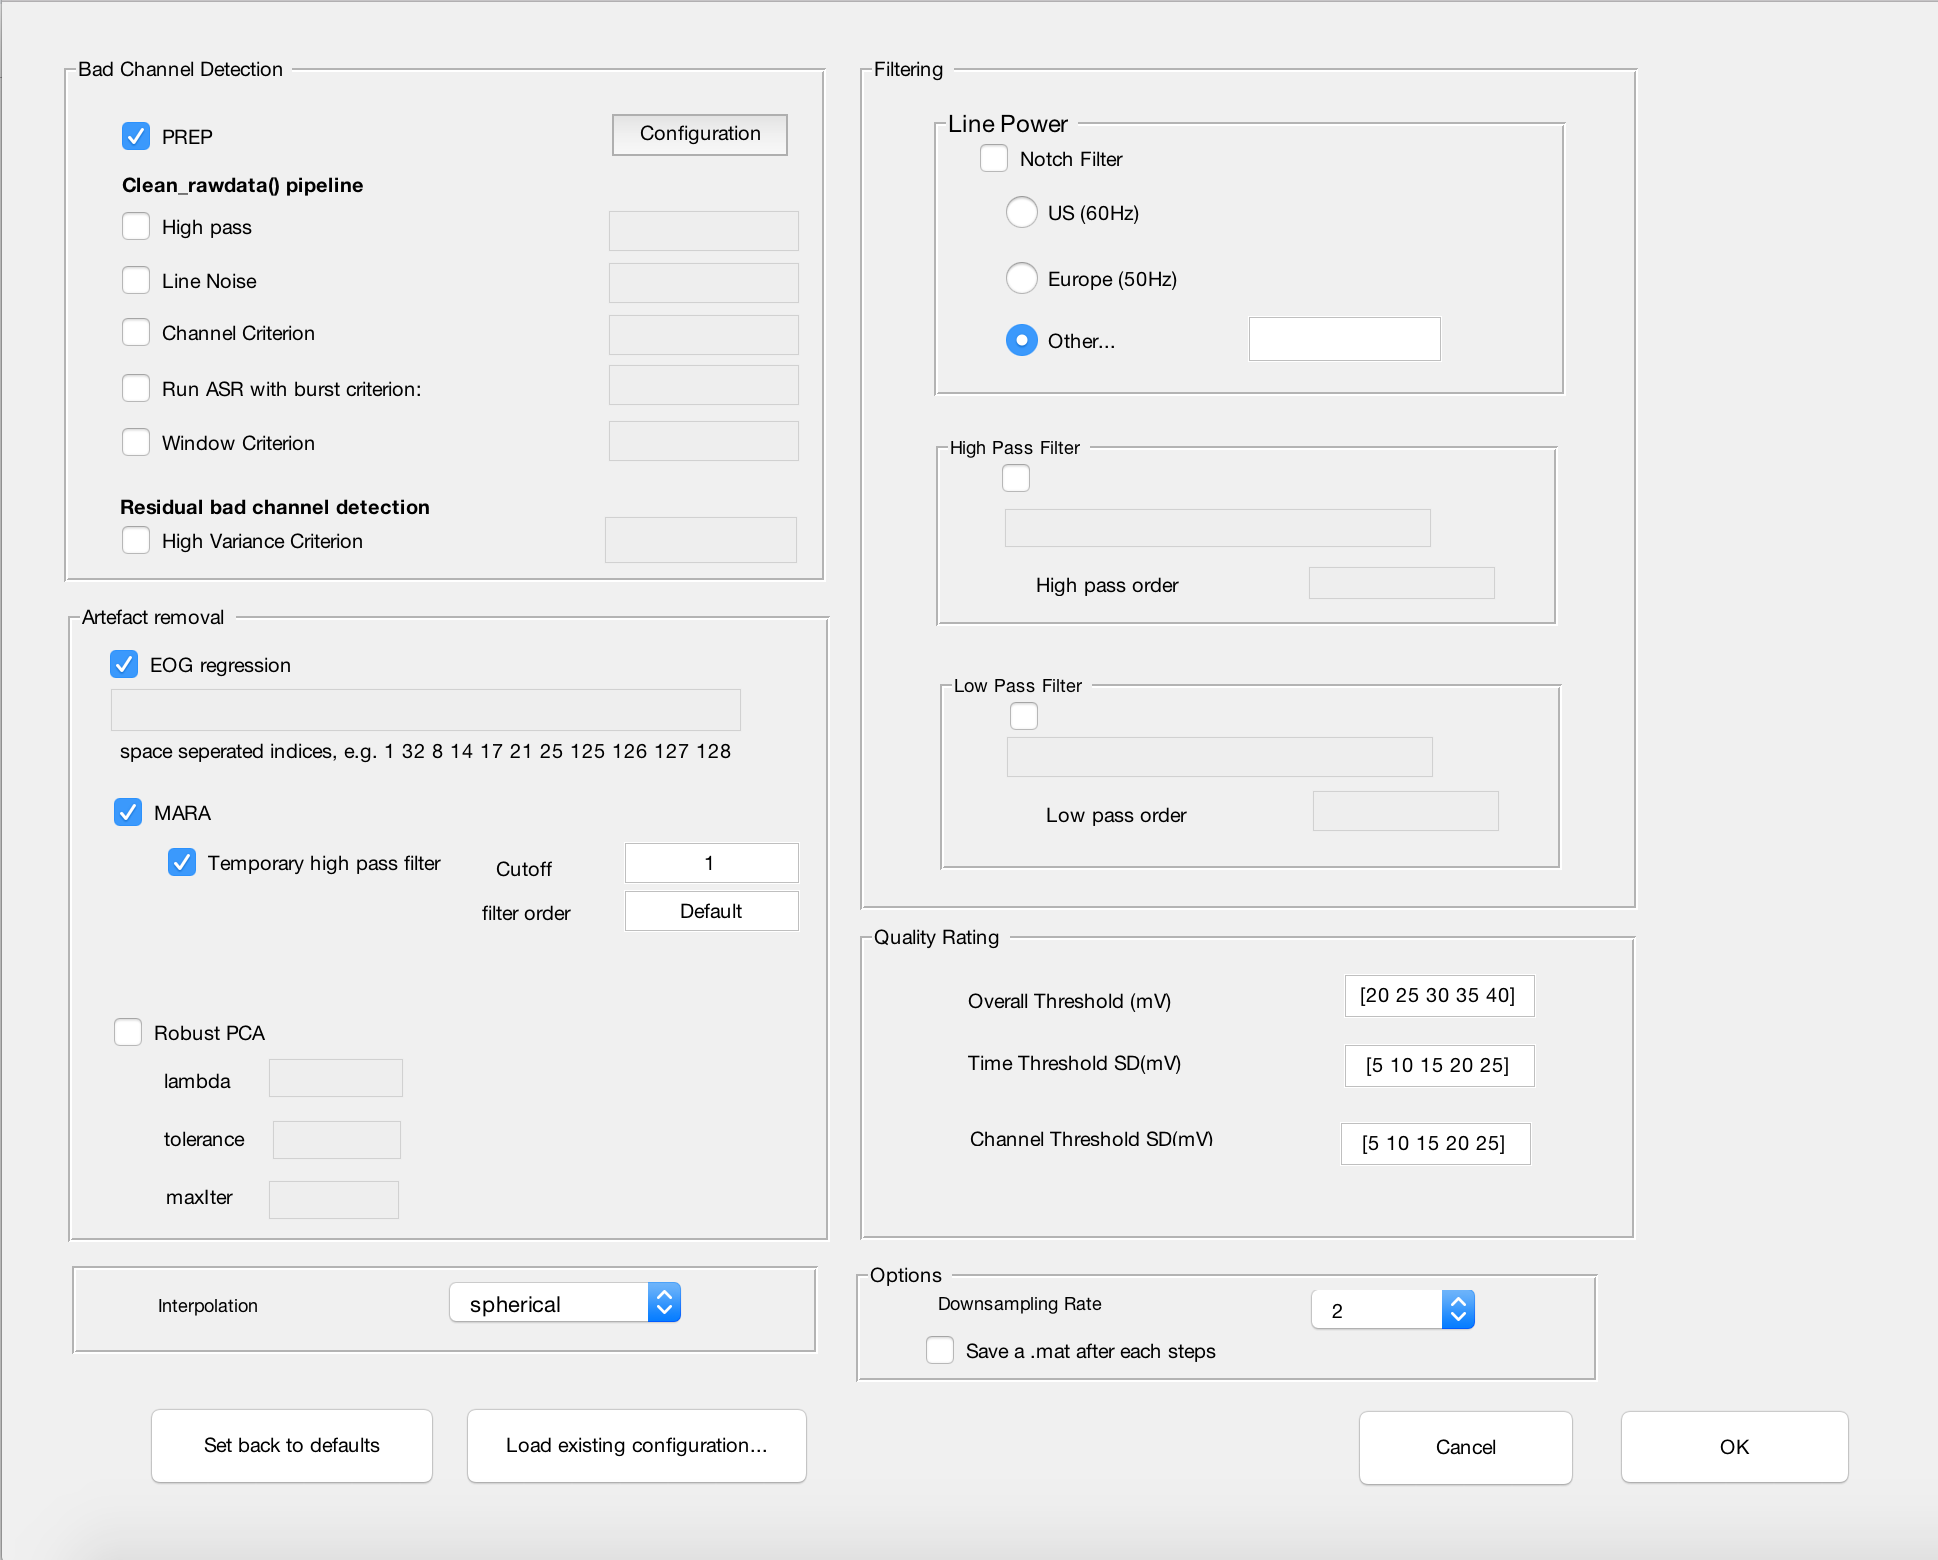 Bad Channel Detection
PREP
Configuration
Clean_rawdata() pipeline
High pass
Line Noise
Channel Criterion
Run ASR with burst criterion:
Window Criterion
Residual bad channel detection
High Variance Criterion
Artefact removal
EOG regression
space seperated indices, e.g. 1 32 8 14 17 21 25 125 126 127 128
MARA
Temporary high pass filter
Cutoff
1
filter order
Default
Robust PCA
lambda
tolerance
maxIter
Interpolation
spherical
Set back to defaults
Load existing configuration...
Filtering
Line Power
Notch Filter
US (60Hz)
Europe (50Hz)
Other...
High Pass Filter
High pass order
Low Pass Filter
Low pass order
Quality Rating
Overall Threshold (mV)
[20 25 30 35 40]
Time Threshold SD(mV)
[5 10 15 20 25]
Channel Threshold SD(mV)
[5 10 15 20 25]
Options
Downsampling Rate
2
Save a .mat after each steps
Cancel
OK